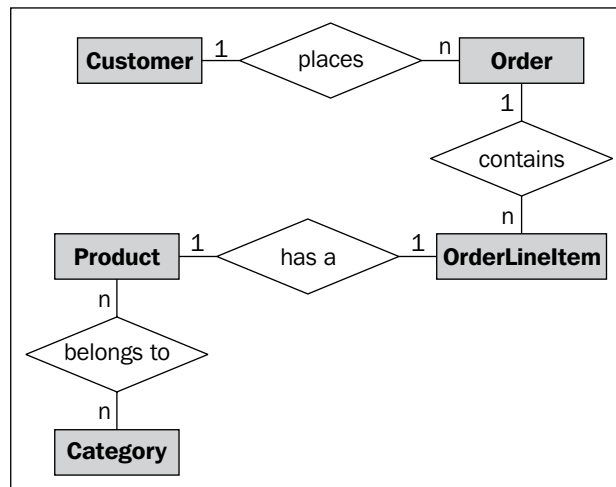 Customer 1 places n Order
1
contains
n
Product 1 has a 1 OrderLineItem
n
belongs to
n
Category